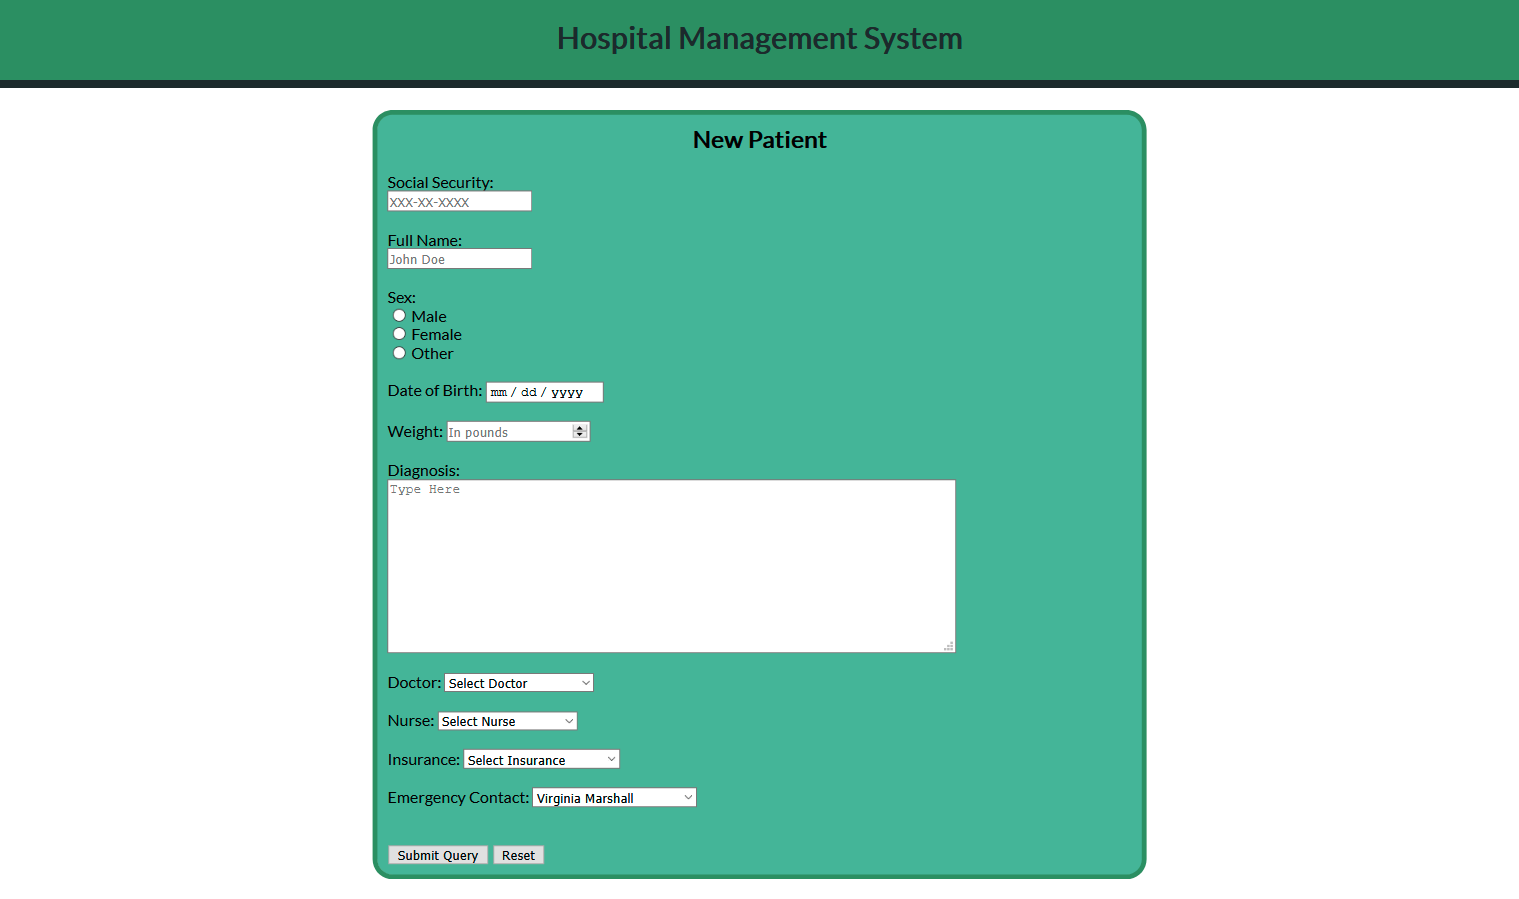 Hospital Management System
New Patient
Social Security:
XXX-XX-XXXX
Full Name:
John Doe
Sex:
Male
Female
Other
Date of Birth: mm / dd / yyyy
Weight: In pounds
Diagnosis:
Type Here
Doctor: Select Doctor
Nurse: Select Nurse
Insurance: Select Insurance
Emergency Contact: Virginia Marshall
Submit Query Reset